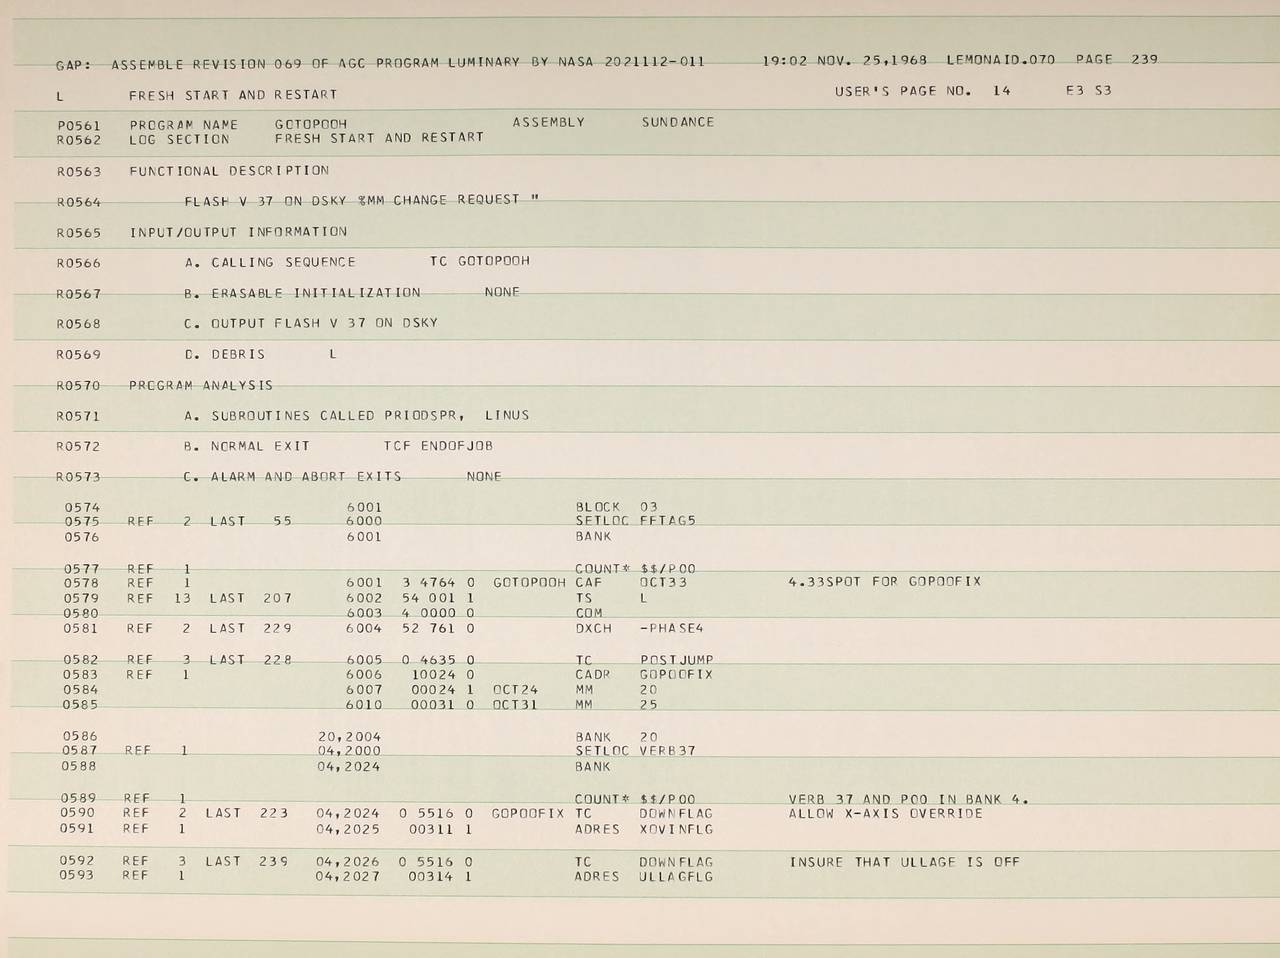 GAP: ASSEMBLE REVISION 069 OF AGC PROGRAM LUMINARY BY NASA 2021112-011 19:02 NOV. 25,1968 LEMONAID.070 PAGE 239
L FRESH START AND RESTART USER'S PAGE NO. 14 E3 S3
P0561 PROGRAM NAME GOTOPOOH ASSEMBLY SUNDANCE
R0562 LOG SECTION FRESH START AND RESTART
R0563 FUNCTIONAL DESCRIPTION
R0564 FLASH V 37 ON DSKY %MM CHANGE REQUEST "
R0565 INPUT/OUTPUT INFORMATION
R0566 A. CALLING SEQUENCE TC GOTOPOOH
R0567 B. ERASABLE INITIALIZATION NONE
R0568 C. OUTPUT FLASH V 37 ON DSKY
R0569 D. DEBRIS L
R0570 PROGRAM ANALYSIS
R0571 A. SUBROUTINES CALLED PRIODSPR, LINUS
R0572 B. NORMAL EXIT TCF ENDOFJOB
R0573 C. ALARM AND ABORT EXITS NONE
0574 6001 BLOCK 03
0575 REF 2 LAST 55 6000 SETLOC FFTAG5
0576 6001 BANK
0577 REF 1 COUNT* $$/P00
0578 REF 1 6001 3 4764 0 GOTOPOOH CAF OCT33 4.33SPOT FOR GOPOOFIX
0579 REF 13 LAST 207 6002 54 001 1 TS L
0580 6003 4 0000 0 COM
0581 REF 2 LAST 229 6004 52 761 0 DXCH -PHASE4
0582 REF 3 LAST 228 6005 0 4635 0 TC POSTJUMP
0583 REF 1 6006 10024 0 CADR GOPOOFIX
0584 6007 00024 1 OCT24 MM 20
0585 6010 00031 0 OCT31 MM 25
0586 20,2004 BANK 20
0587 REF 1 04,2000 SETLOC VERB37
0588 04,2024 BANK
0589 REF 1 COUNT* $$/P00 VERB 37 AND P00 IN BANK 4.
0590 REF 2 LAST 223 04,2024 0 5516 0 GOPOOFIX TC DOWNFLAG ALLOW X-AXIS OVERRIDE
0591 REF 1 04,2025 00311 1 ADRES XOVINFLG
0592 REF 3 LAST 239 04,2026 0 5516 0 TC DOWNFLAG INSURE THAT ULLAGE IS OFF
0593 REF 1 04,2027 00314 1 ADRES ULLAGFLG